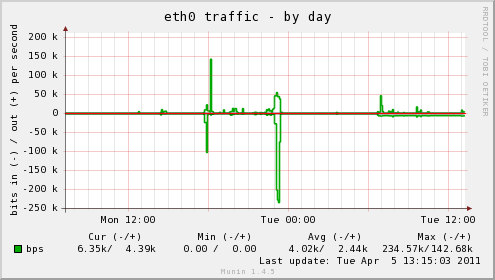 eth0 traffic - by day
RRDTOOL / TOBI OETIKER
bits in (-) / out (+) per second
200 k
150 k
100 k
50 k
0
-50 k
-100 k
-150 k
-200 k
-250 k
Mon 12:00 Tue 00:00 Tue 12:00
Cur (-/+) Min (-/+) Avg (-/+) Max (-/+)
bps 6.35k/ 4.39k 0.00 / 0.00 4.02k/ 2.44k 234.57k/142.68k
Last update: Tue Apr 5 13:15:03 2011
Munin 1.4.5